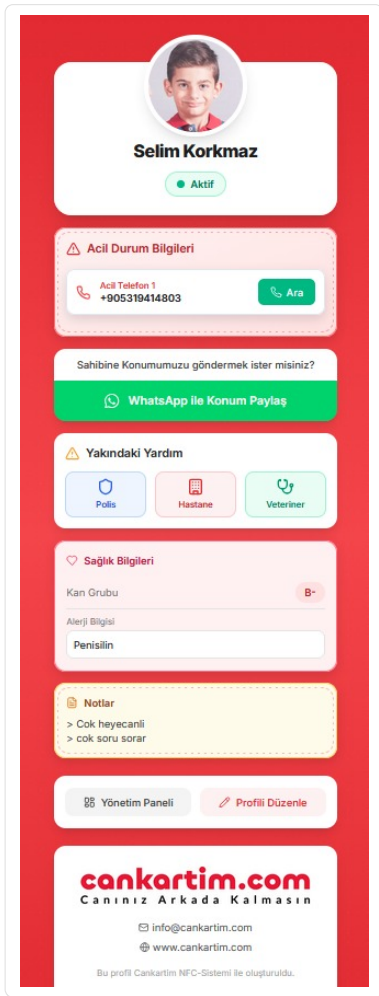 Selim Korkmaz
Aktif
Acil Durum Bilgileri
Acil Telefon 1
+905319414803
Ara
Sahibine Konumumuzu göndermek ister misiniz?
WhatsApp ile Konum Paylaş
Yakındaki Yardım
Polis Hastane Veteriner
Sağlık Bilgileri
Kan Grubu B-
Alerji Bilgisi
Penisilin
Notlar
> Cok heyecanli
> cok soru sorar
Yönetim Paneli Profili Düzenle
cankartim.com
Canınız Arkada Kalmasın
info@cankartim.com
www.cankartim.com
Bu profil Cankartim NFC-Sistemi ile oluşturuldu.